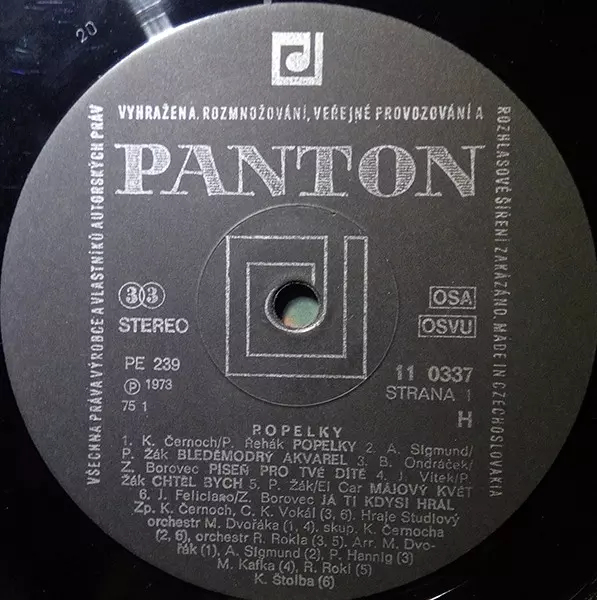 20
VYHRAŽENA. ROZMNOŽOVÁNÍ, VEŘEJNÉ PROVOZOVÁNÍ A
ROZHLASOVÉ ŠÍŘENÍ ZAKÁZÁNO. MADE IN CZECHOSLOVAKIA
VŠECHNA PRÁVA VÝROBCE A VLASTNÍKŮ AUTORSKÝCH PRÁV
PANTON
33
STEREO
OSA
OSVU
PE 239
℗ 1973
75 1
11 0337
STRANA 1
H
POPELKY
1. K. Černoch/P. Řehák POPELKY 2. A. Sigmund/
P. Žák BLEDĚMODRÝ AKVAREL 3. B. Ondráček/
Z. Borovec PÍSEŇ PRO TVÉ DÍTĚ 4. J. Vítek/P.
Žák CHTĚL BYCH 5. P. Žák/El Car MÁJOVÝ KVĚT
6. J. Feliciano/Z. Borovec JÁ TI KDYSI HRÁL
Zp. K. Černoch, C. K. Vokál (3, 6). Hraje Studiový
orchestr M. Dvořáka (1, 4), skup. K. Černocha
(2, 6), orchestr R. Rokla (3, 5). Arr. M. Dvo-
řák (1), A. Sigmund (2), P. Hannig (3)
M. Kafka (4), R. Rokl (5)
K. Štolba (6)